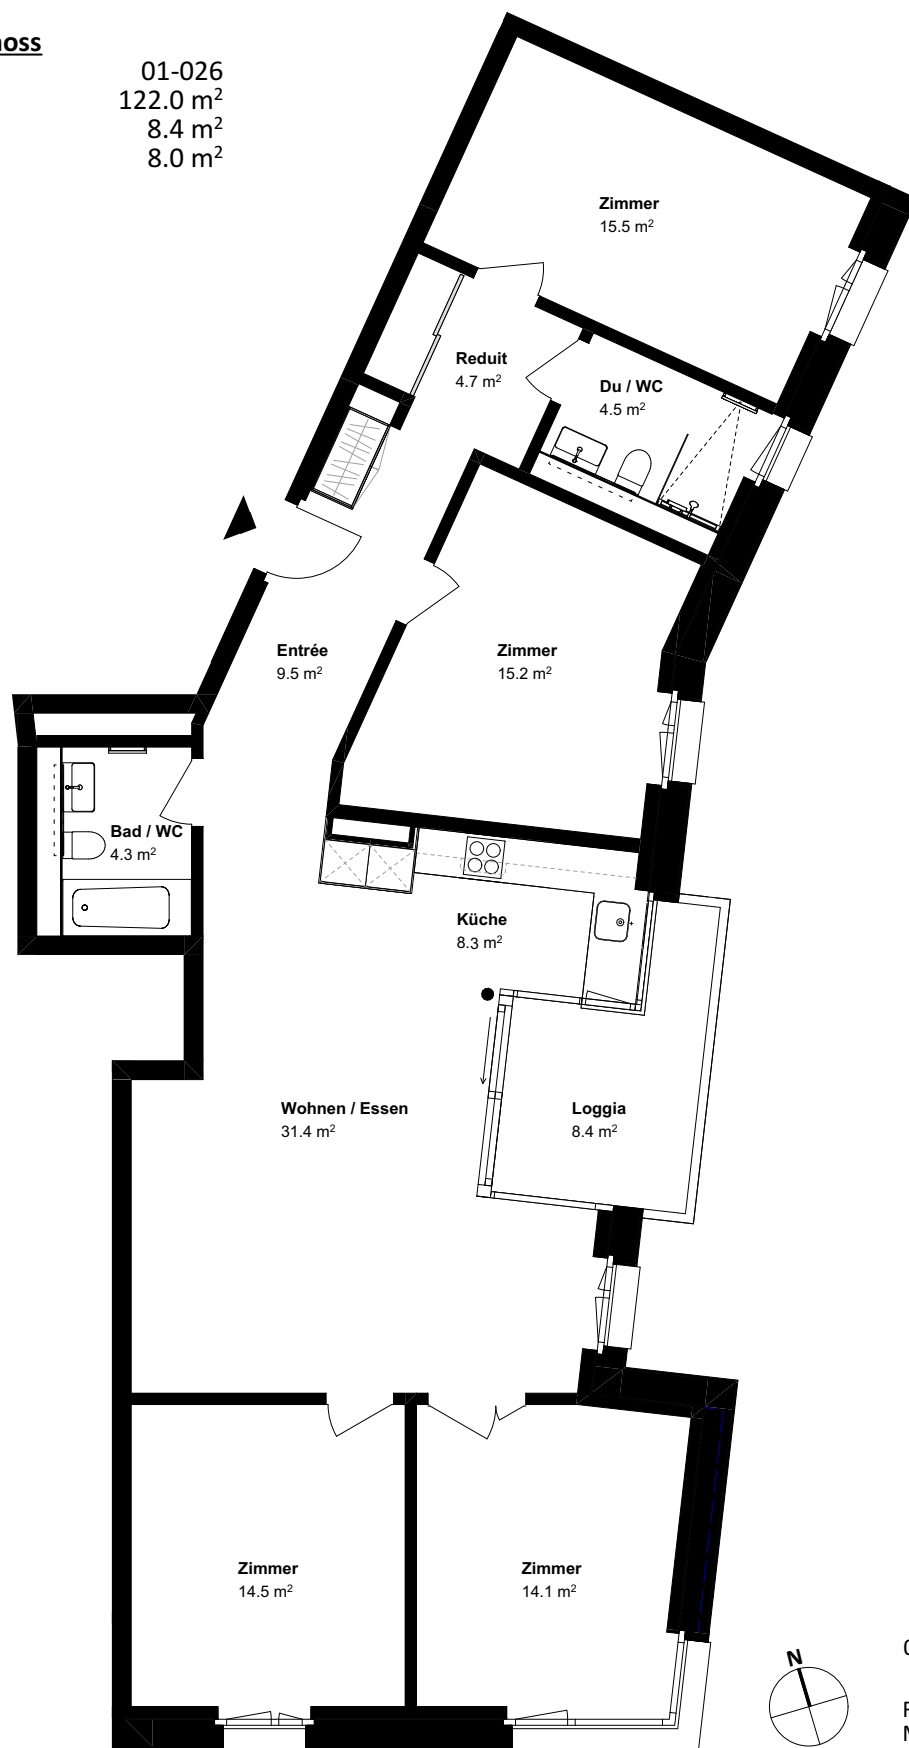 oss
01-026
122.0 m²
8.4 m²
8.0 m²
Zimmer
15.5 m²
Reduit
4.7 m²
Du / WC
4.5 m²
Entrée
9.5 m²
Zimmer
15.2 m²
Bad / WC
4.3 m²
Küche
8.3 m²
Wohnen / Essen
31.4 m²
Loggia
8.4 m²
Zimmer
14.5 m²
Zimmer
14.1 m²
N